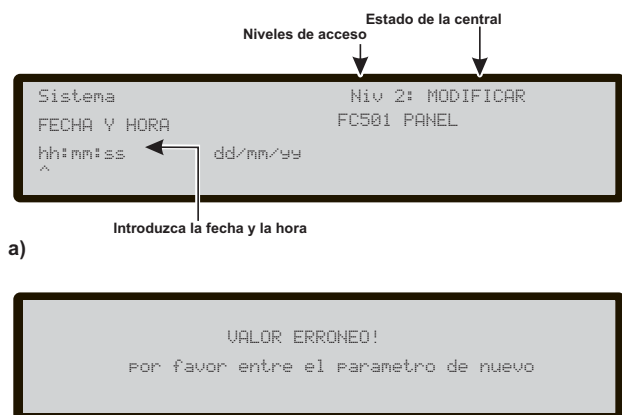 Estado de la central
Niveles de acceso
Sistema Niv 2: MODIFICAR
FECHA Y HORA FC501 PANEL
hh:mm:ss dd/mm/yy
^
Introduzca la fecha y la hora
a)
VALOR ERRONEO!
por favor entre el parametro de nuevo